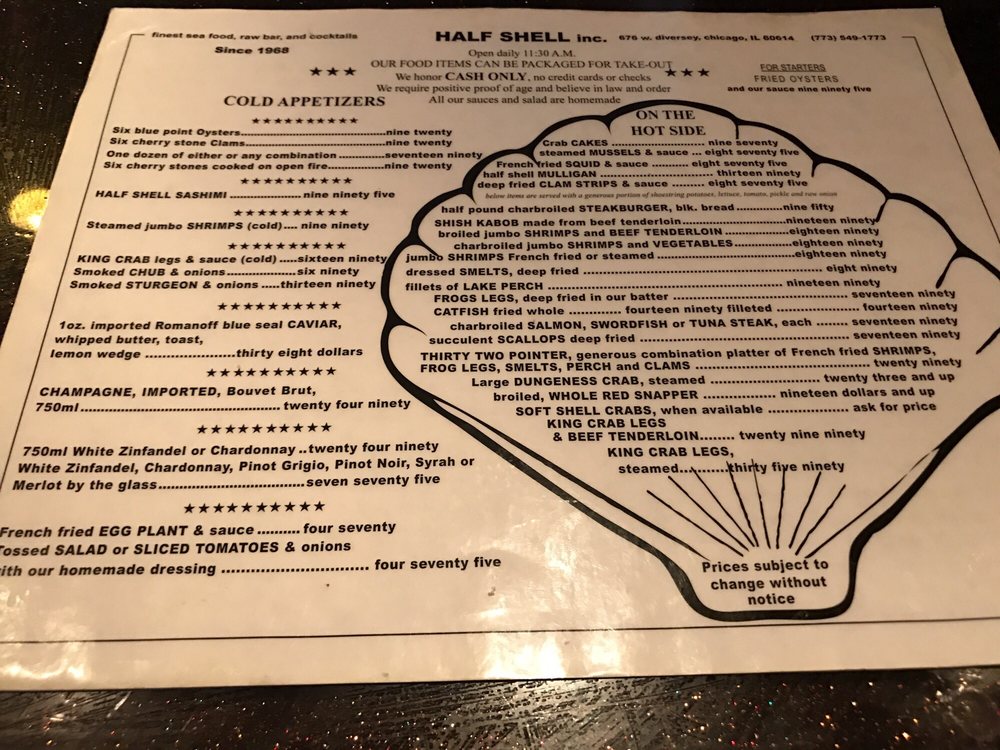 finest sea food, raw bar, and cocktails
Since 1968
HALF SHELL inc. 676 w. diversey, chicago, IL 60614 (773) 549-1773
Open daily 11:30 A.M.
OUR FOOD ITEMS CAN BE PACKAGED FOR TAKE-OUT
We honor CASH ONLY, no credit cards or checks
We require positive proof of age and believe in law and order
All our sauces and salad are homemade
FOR STARTERS
FRIED OYSTERS
and our sauce nine ninety five
COLD APPETIZERS
Six blue point Oysters nine twenty
Six cherry stone Clams nine twenty
One dozen of either or any combination seventeen ninety
Six cherry stones cooked on open fire nine twenty
HALF SHELL SASHIMI nine ninety five
Steamed jumbo SHRIMPS (cold) nine ninety
KING CRAB legs & sauce (cold) sixteen ninety
Smoked CHUB & onions six ninety
Smoked STURGEON & onions thirteen ninety
1oz. imported Romanoff blue seal CAVIAR,
whipped butter, toast,
lemon wedge thirty eight dollars
CHAMPAGNE, IMPORTED, Bouvet Brut,
750ml twenty four ninety
750ml White Zinfandel or Chardonnay twenty four ninety
White Zinfandel, Chardonnay, Pinot Grigio, Pinot Noir, Syrah or
Merlot by the glass seven seventy five
French fried EGG PLANT & sauce four seventy
Tossed SALAD or SLICED TOMATOES & onions
with our homemade dressing four seventy five
ON THE
HOT SIDE
Crab CAKES nine seventy
steamed MUSSELS & sauce eight seventy five
French fried SQUID & sauce eight seventy five
half shell MULLIGAN thirteen ninety
deep fried CLAM STRIPS & sauce eight seventy five
below items are served with a generous portion of shoestring potatoes, lettuce, tomato, pickle and raw onion
half pound charbroiled STEAKBURGER, blk. bread nine fifty
SHISH KABOB made from beef tenderloin nineteen ninety
broiled jumbo SHRIMPS and BEEF TENDERLOIN eighteen ninety
charbroiled jumbo SHRIMPS and VEGETABLES eighteen ninety
jumbo SHRIMPS French fried or steamed eighteen ninety
dressed SMELTS, deep fried eight ninety
fillets of LAKE PERCH nineteen ninety
FROGS LEGS, deep fried in our batter seventeen ninety
CATFISH fried whole fourteen ninety filleted fourteen ninety
charbroiled SALMON, SWORDFISH or TUNA STEAK, each seventeen ninety
succulent SCALLOPS deep fried seventeen ninety
THIRTY TWO POINTER, generous combination platter of French fried SHRIMPS,
FROG LEGS, SMELTS, PERCH and CLAMS twenty ninety
Large DUNGENESS CRAB, steamed twenty three and up
broiled, WHOLE RED SNAPPER nineteen dollars and up
SOFT SHELL CRABS, when available ask for price
KING CRAB LEGS
& BEEF TENDERLOIN twenty nine ninety
KING CRAB LEGS,
steamed thirty five ninety
Prices subject to
change without
notice